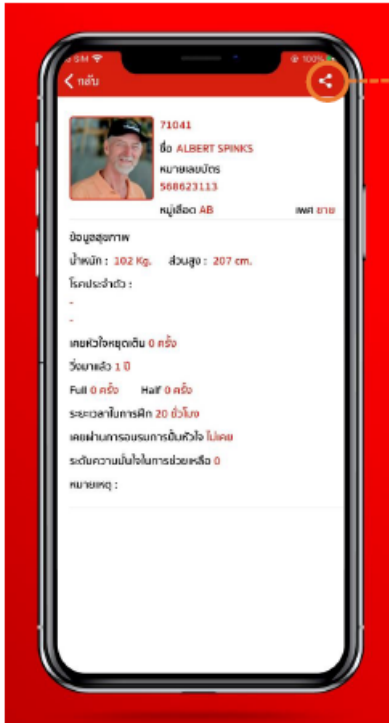 SIM 100%
กลับ
71041
ชื่อ ALBERT SPINKS
หมายเลขบัตร
568623113
หมู่เลือด AB เพศ ชาย
ข้อมูลสุขภาพ
น้ำหนัก : 102 Kg. ส่วนสูง : 207 cm.
โรคประจำตัว :
-
-
เคยหัวใจหยุดเต้น 0 ครั้ง
วิ่งมาแล้ว 1 ปี
Full 0 ครั้ง Half 0 ครั้ง
ระยะเวลาในการฝึก 20 ชั่วโมง
เคยผ่านการอบรมการปั๊มหัวใจ ไม่เคย
ระดับความมั่นใจในการช่วยเหลือ 0
หมายเหตุ :